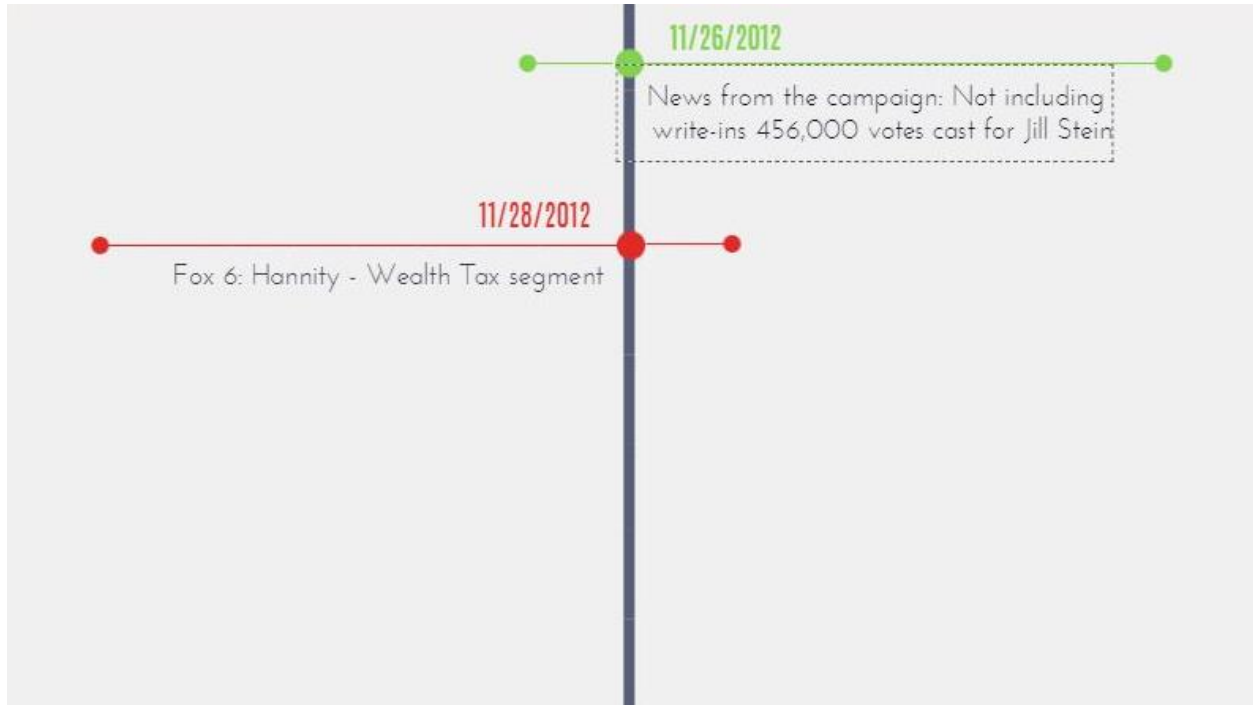 11/26/2012
News from the campaign: Not including
write-ins 456,000 votes cast for Jill Stein
11/28/2012
Fox 6: Hannity - Wealth Tax segment